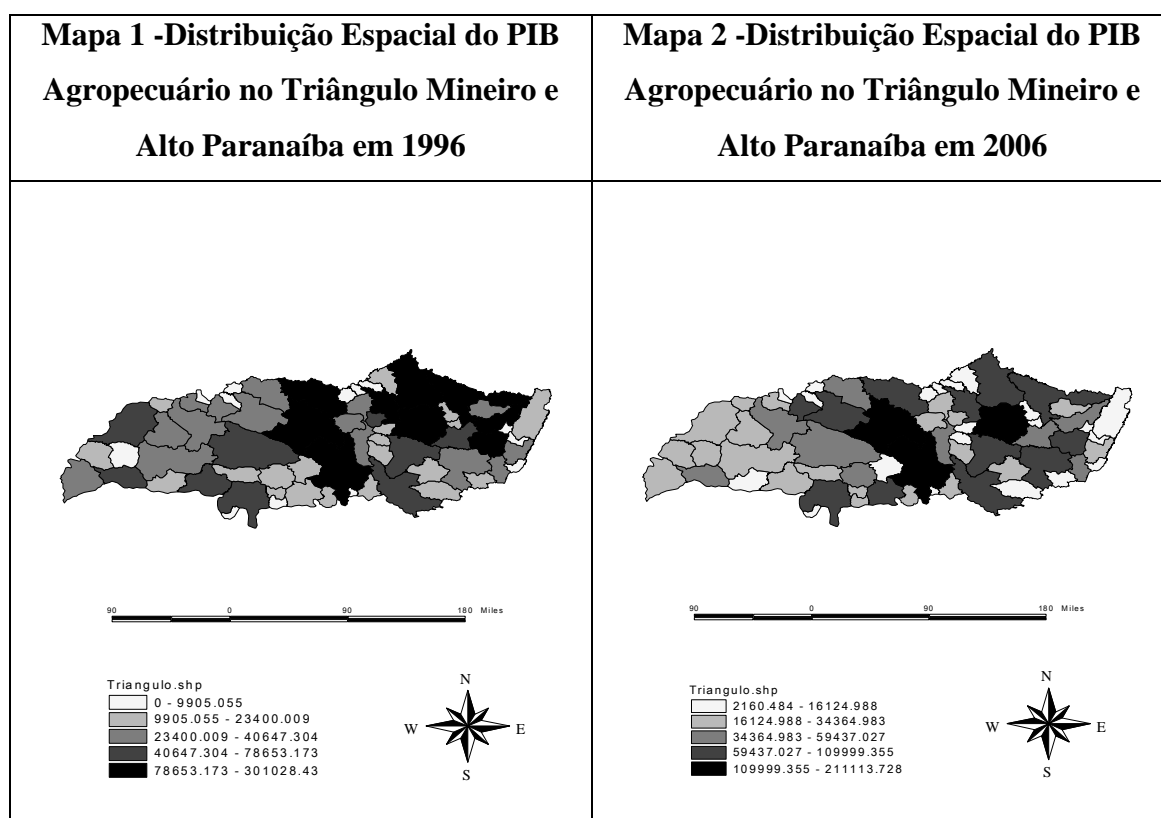 Mapa 1 -Distribuição Espacial do PIB
Agropecuário no Triângulo Mineiro e
Alto Paranaíba em 1996
Mapa 2 -Distribuição Espacial do PIB
Agropecuário no Triângulo Mineiro e
Alto Paranaíba em 2006
90 0 90 180 Miles
Triangulo.shp
0 - 9905.055
9905.055 - 23400.009
23400.009 - 40647.304
40647.304 - 78653.173
78653.173 - 301028.43
N
W E
S
90 0 90 180 Miles
Triangulo.shp
2160.484 - 16124.988
16124.988 - 34364.983
34364.983 - 59437.027
59437.027 - 109999.355
109999.355 - 211113.728
N
W E
S